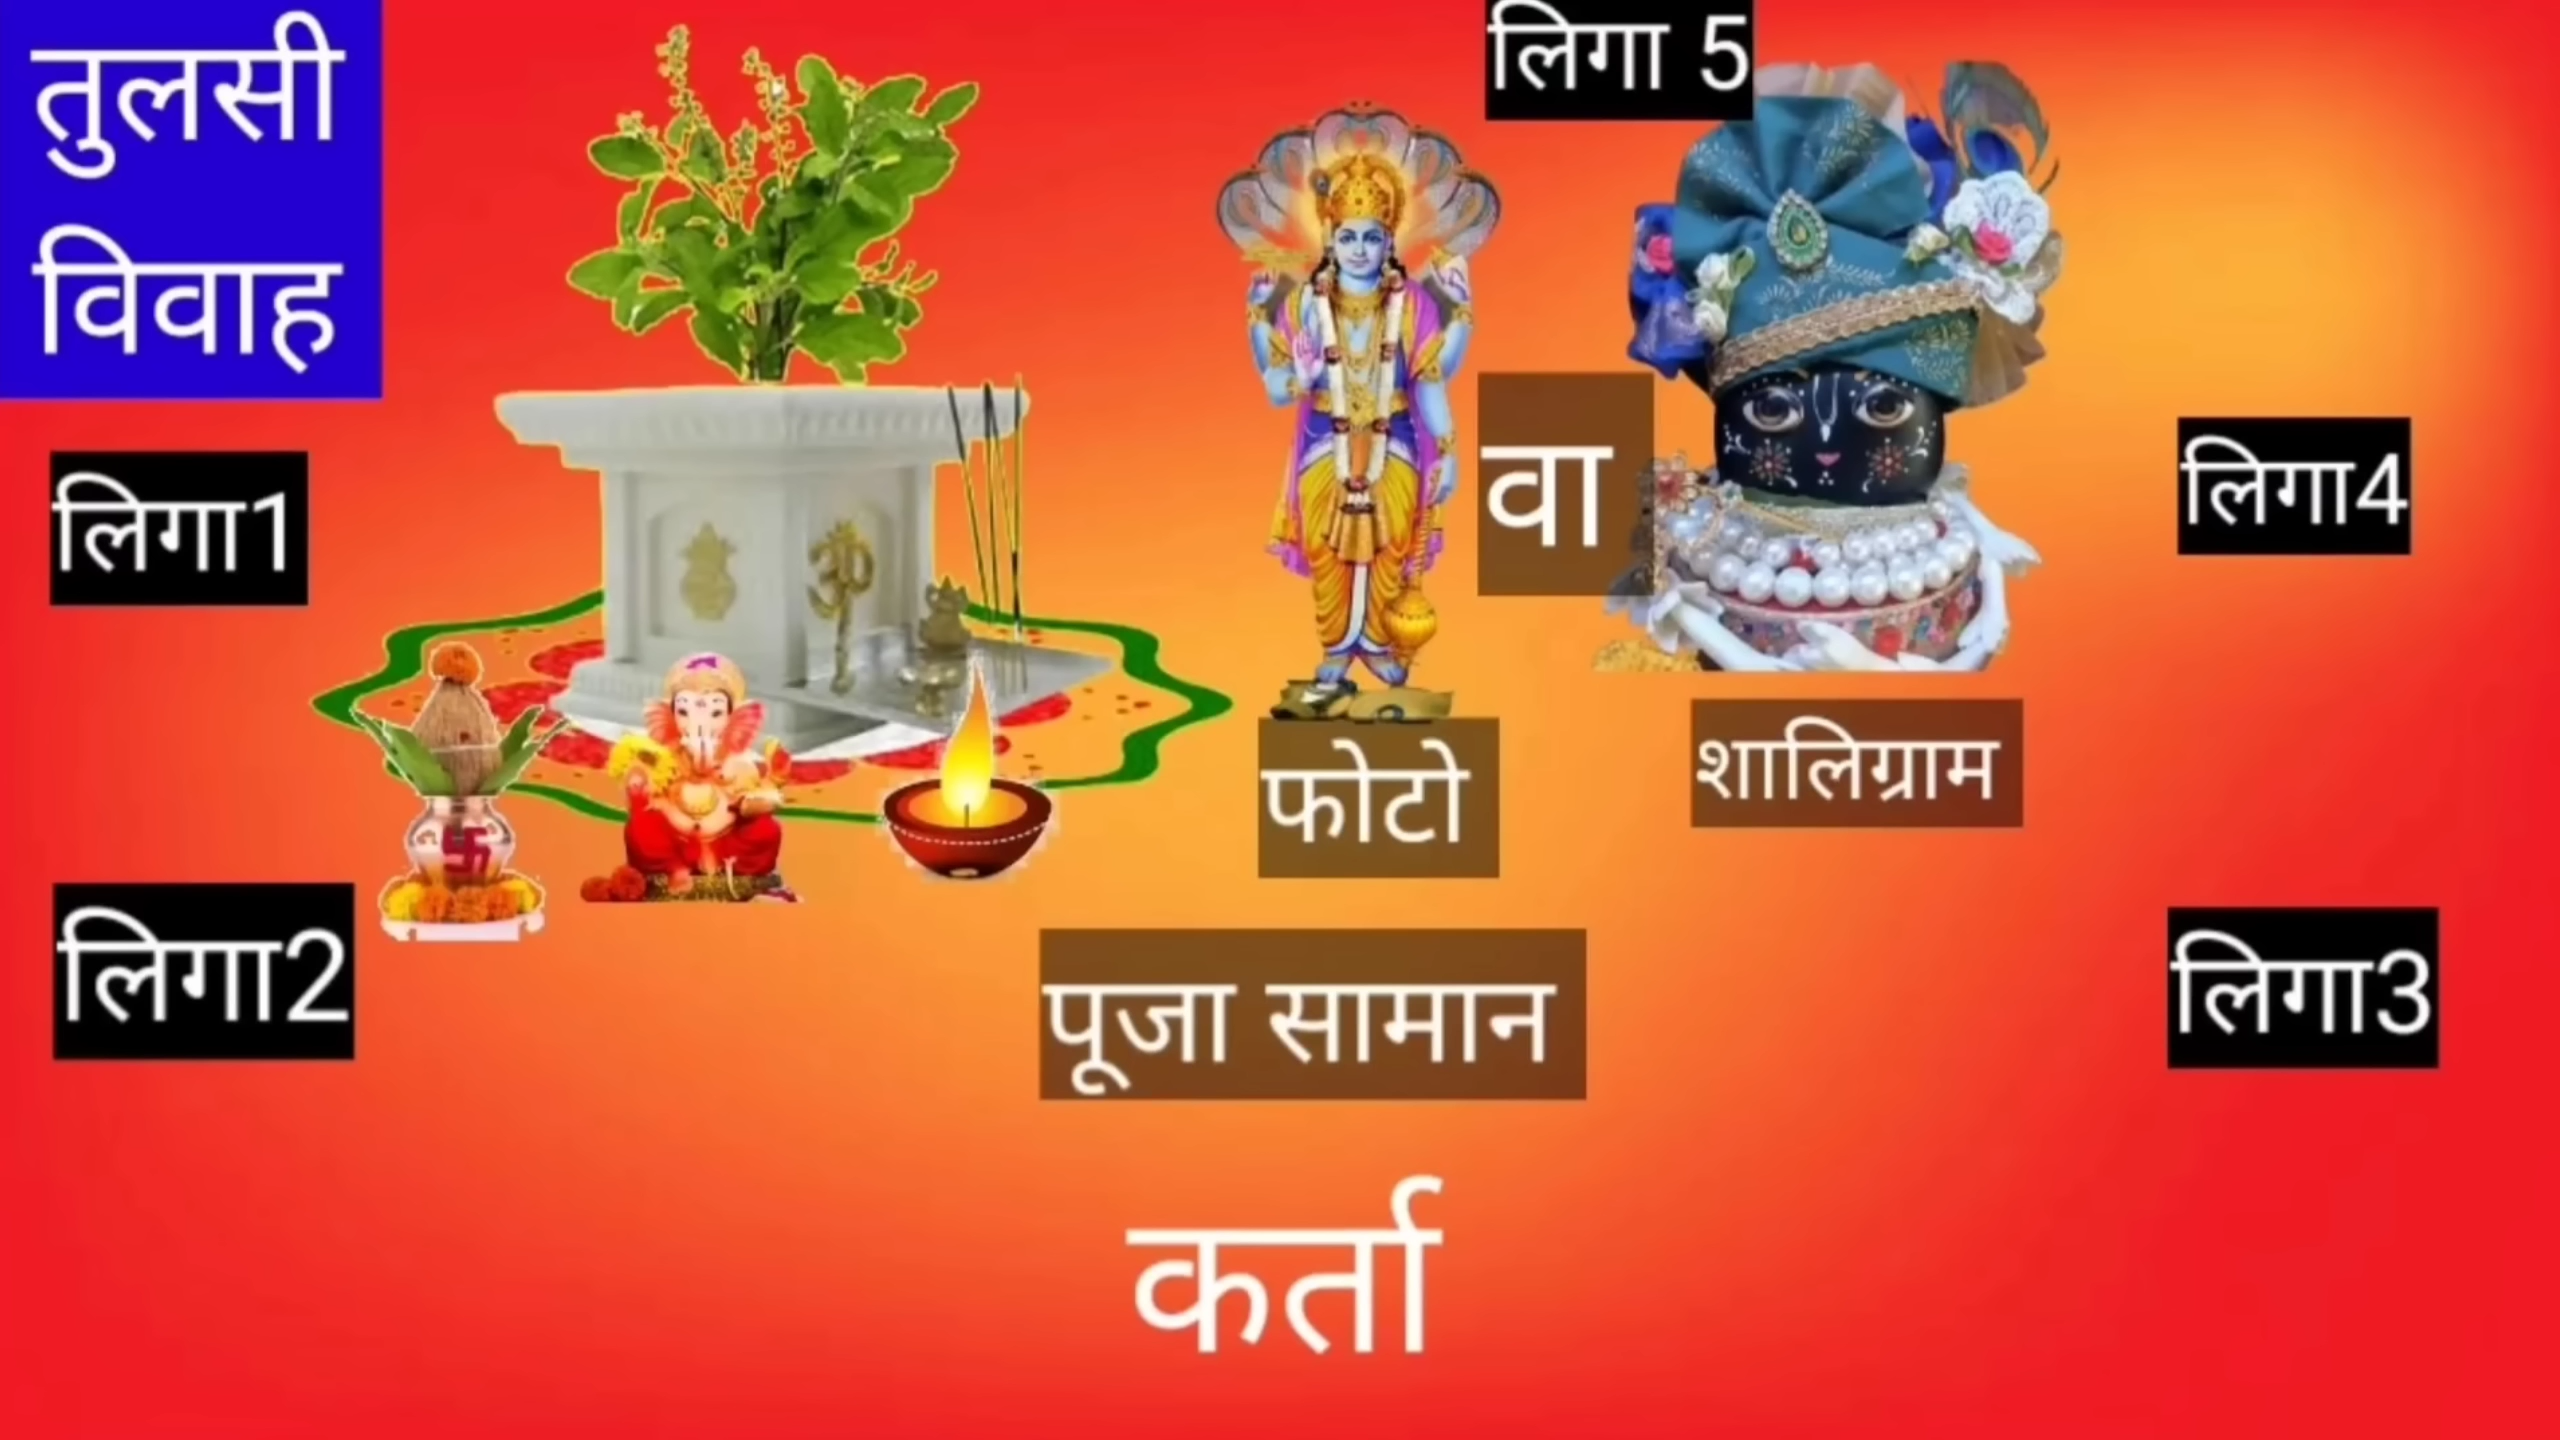 तुलसी
विवाह
लिगा 5
लिगा1
वा
लिगा4
फोटो
शालिग्राम
लिगा2
पूजा सामान
लिगा3
कर्ता